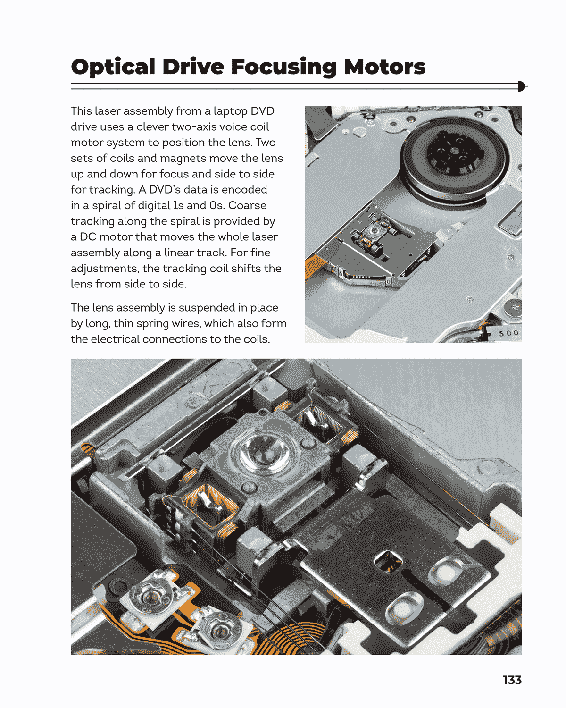 Optical Drive Focusing Motors
This laser assembly from a laptop DVD
drive uses a clever two-axis voice coil
motor system to position the lens. Two
sets of coils and magnets move the lens
up and down for focus and side to side
for tracking. A DVD's data is encoded
in a spiral of digital 1s and 0s. Coarse
tracking along the spiral is provided by
a DC motor that moves the whole laser
assembly along a linear track. For fine
adjustments, the tracking coil shifts the
lens from side to side.
The lens assembly is suspended in place
by long, thin spring wires, which also form
the electrical connections to the coils.
500
133